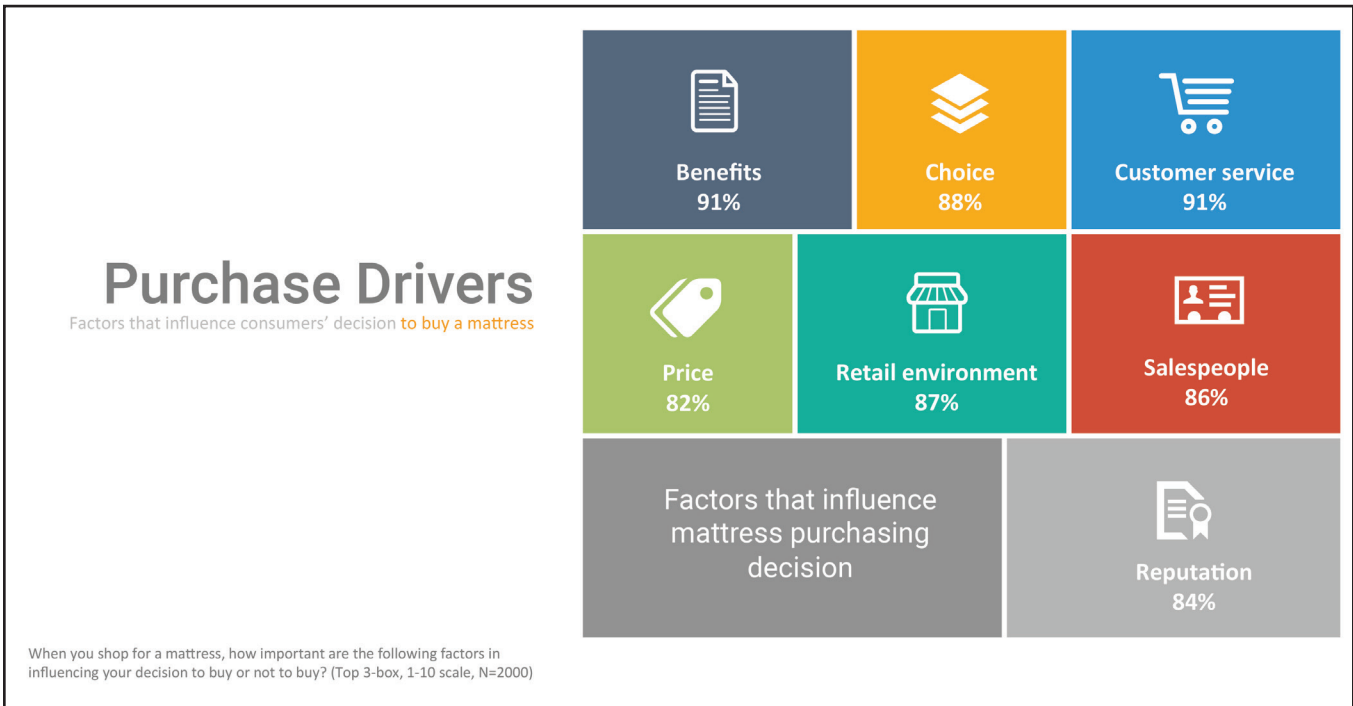 Purchase Drivers
Factors that influence consumers’ decision to buy a mattress
Benefits
91%
Choice
88%
Customer service
91%
Price
82%
Retail environment
87%
Salespeople
86%
Factors that influence
mattress purchasing
decision
Reputation
84%
When you shop for a mattress, how important are the following factors in
influencing your decision to buy or not to buy? (Top 3-box, 1-10 scale, N=2000)